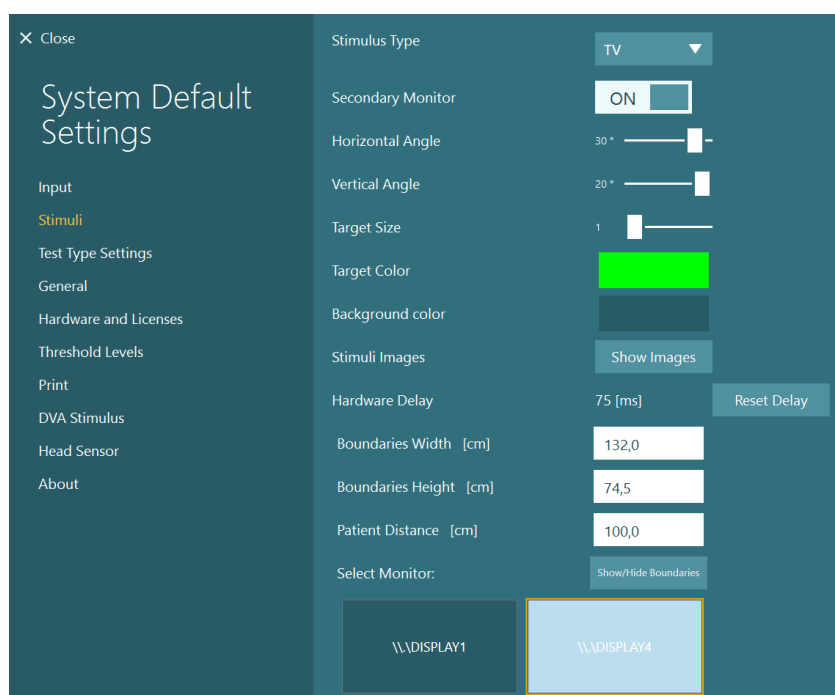 Close
System Default
Settings
Input
Stimuli
Test Type Settings
General
Hardware and Licenses
Threshold Levels
Print
DVA Stimulus
Head Sensor
About
Stimulus Type
TV
Secondary Monitor
ON
Horizontal Angle
30 °
Vertical Angle
20 °
Target Size
1
Target Color
Background color
Stimuli Images
Show Images
Hardware Delay
75 [ms]
Reset Delay
Boundaries Width [cm]
132,0
Boundaries Height [cm]
74,5
Patient Distance [cm]
100,0
Select Monitor:
Show/Hide Boundaries
\\.\DISPLAY1
\\.\DISPLAY4